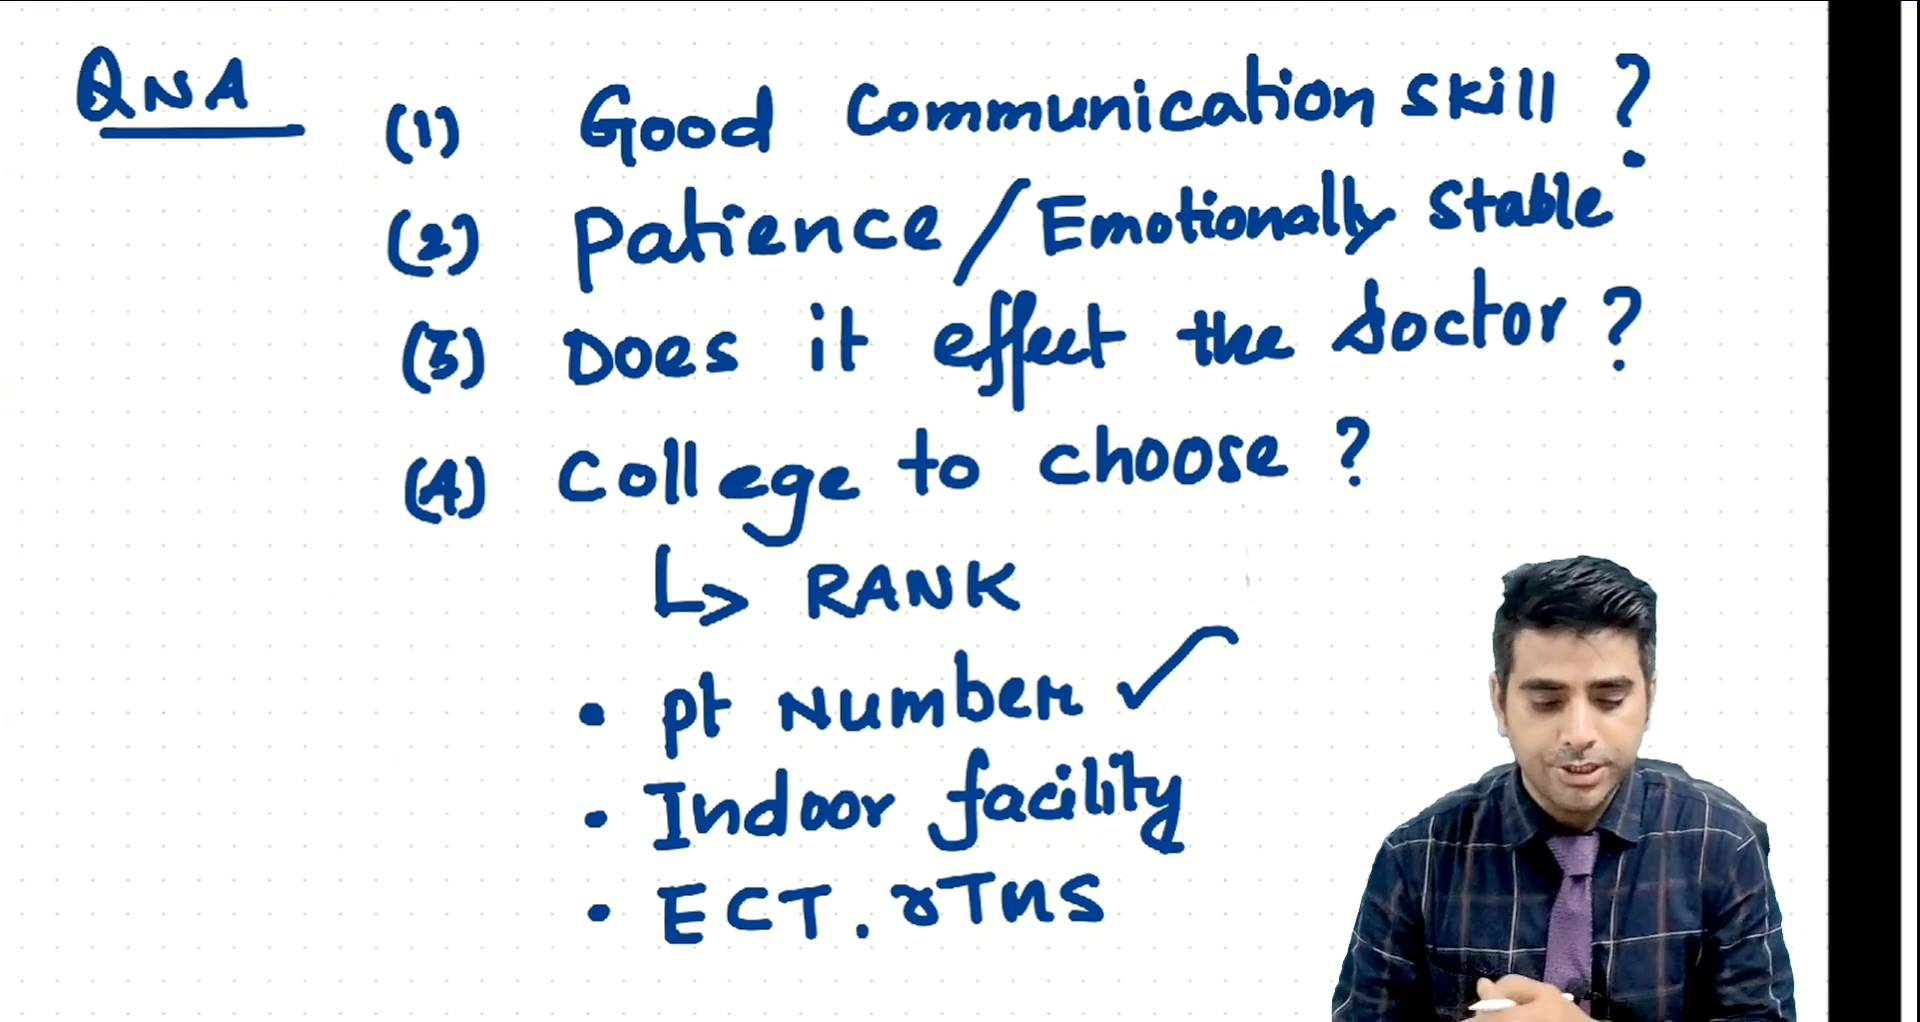 QNA
(1) Good Communication skill ?
(2) Patience / Emotionally stable
(3) Does it effect the doctor ?
(4) College to choose ?
↳ RANK
• pt Number ✓
• Indoor facility
• ECT. rTMS